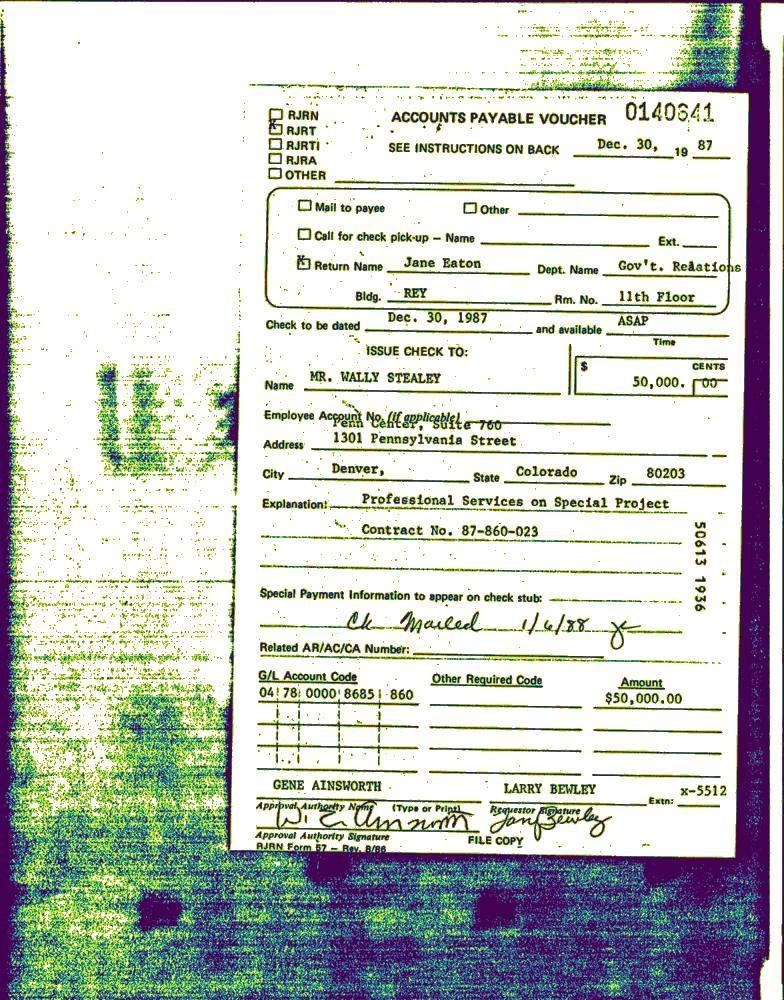 RJRN ACCOUNTS PAYABLE VOUCHER 0140641
RJRT
RJRTI SEE INSTRUCTIONS ON BACK Dec. 30, 19 87
RJRA
OTHER
Mail to payee Other
Call for check pick-up – Name Ext.
x Return Name Jane Eaton Dept. Name Gov't. Relations
Bldg. REY Rm. No. 11th Floor
Check to be dated Dec. 30, 1987 and available ASAP
Time
ISSUE CHECK TO:
$ CENTS
Name MR. WALLY STEALEY 50,000. 00
Employee Account No. (if applicable)
Penn Center, Suite 760
Address 1301 Pennsylvania Street
City Denver, State Colorado Zip 80203
Explanation: Professional Services on Special Project
Contract No. 87-860-023
50613 1936
Special Payment Information to appear on check stub:
Ck Mailed 1/6/88
Related AR/AC/CA Number:
G/L Account Code Other Required Code Amount
04 78 0000 8685 860 $50,000.00
GENE AINSWORTH LARRY BEWLEY Extn: x-5512
Approval Authority Name (Type or Print) Requestor Signature
Larry Bewley
Approval Authority Signature FILE COPY
RJRN Form 57 – Rev. 8/86